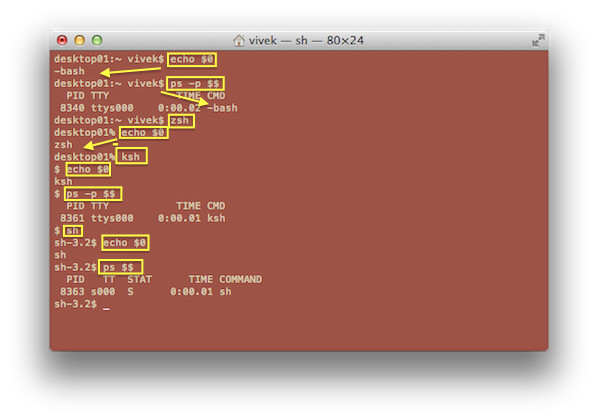 vivek — sh — 80×24
desktop01:~ vivek$ echo $0
-bash
desktop01:~ vivek$ ps -p $$
PID TTY TIME CMD
8340 ttys000 0:00.02 -bash
desktop01:~ vivek$ zsh
desktop01% echo $0
zsh
desktop01% ksh
$ echo $0
ksh
$ ps -p $$
PID TTY TIME CMD
8361 ttys000 0:00.01 ksh
$ sh
sh-3.2$ echo $0
sh
sh-3.2$ ps $$
PID TT STAT TIME COMMAND
8363 s000 S 0:00.01 sh
sh-3.2$ _